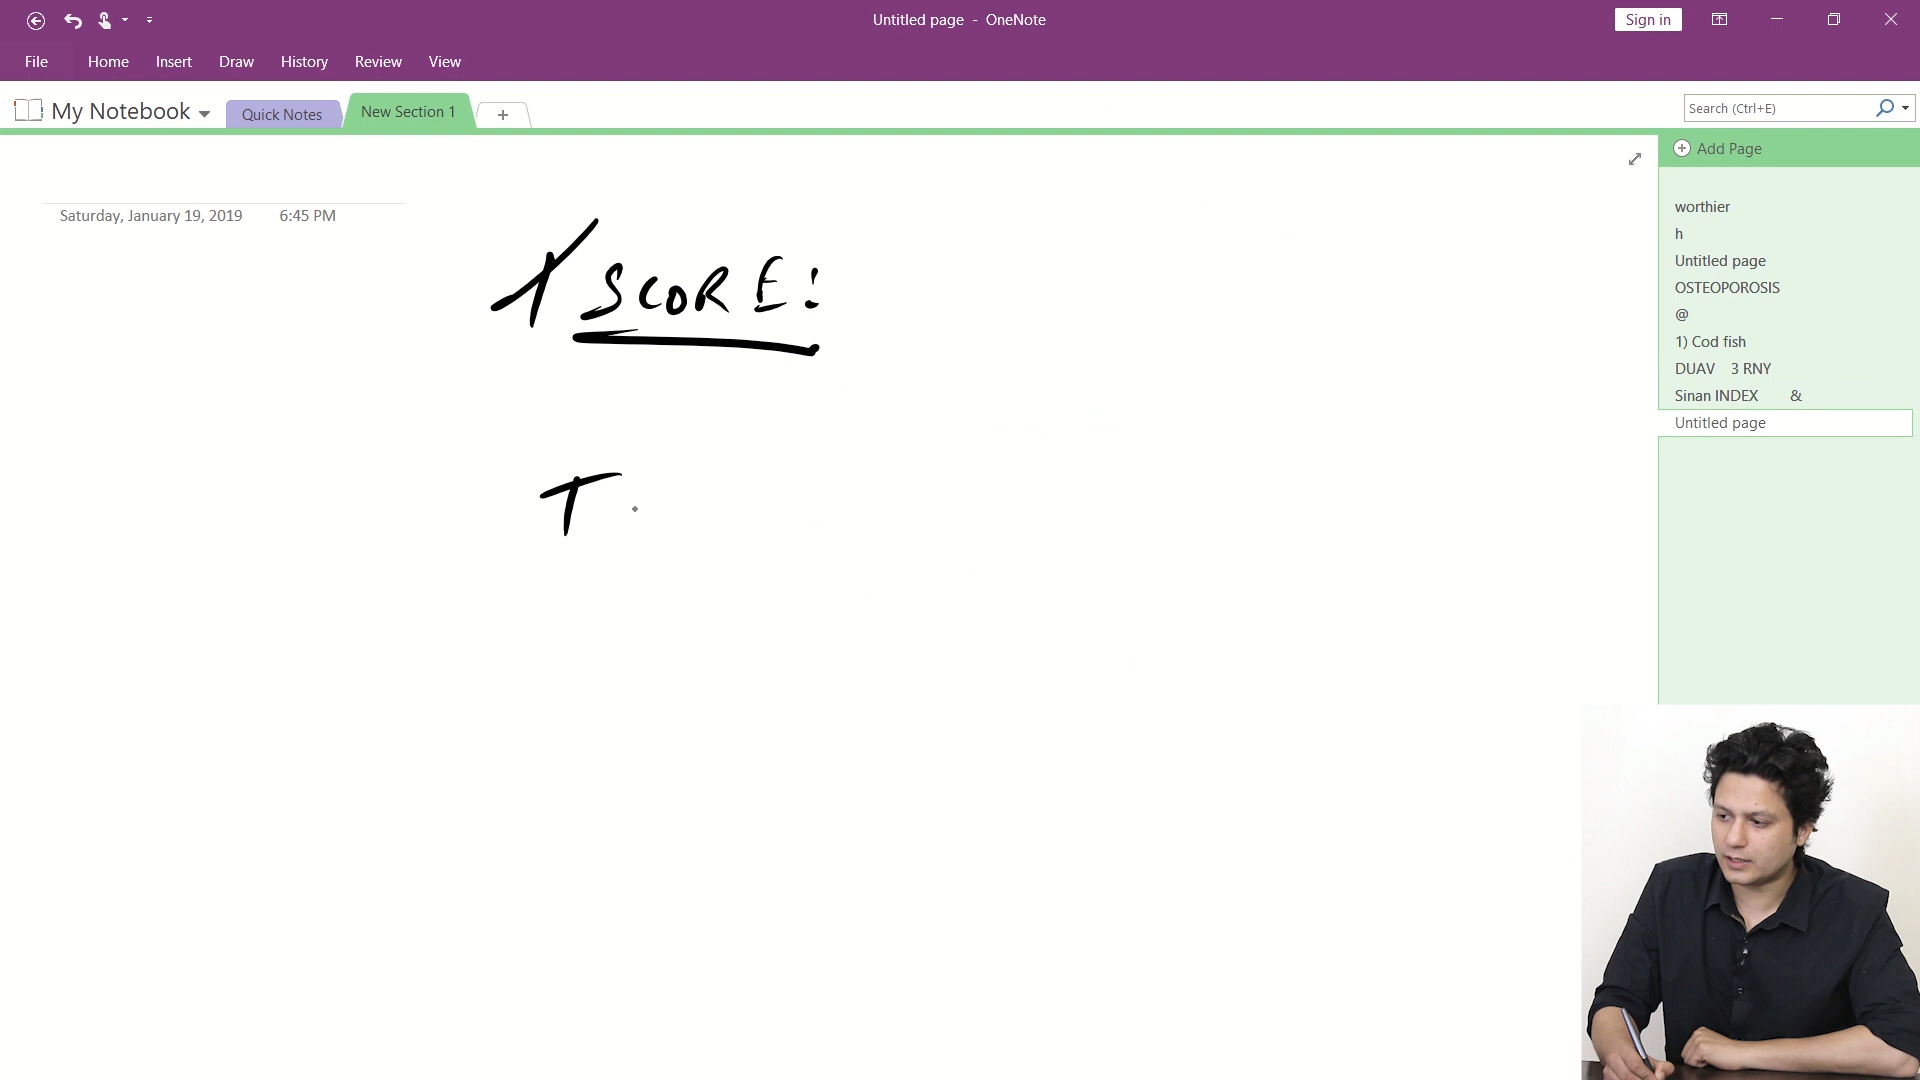 Untitled page - OneNote
Sign in
File Home Insert Draw History Review View
My Notebook Quick Notes New Section 1 +
Search (Ctrl+E)
Add Page
Saturday, January 19, 2019 6:45 PM
T SCORE:
T
worthier
h
Untitled page
OSTEOPOROSIS
@
1) Cod fish
DUAV 3 RNY
Sinan INDEX &
Untitled page